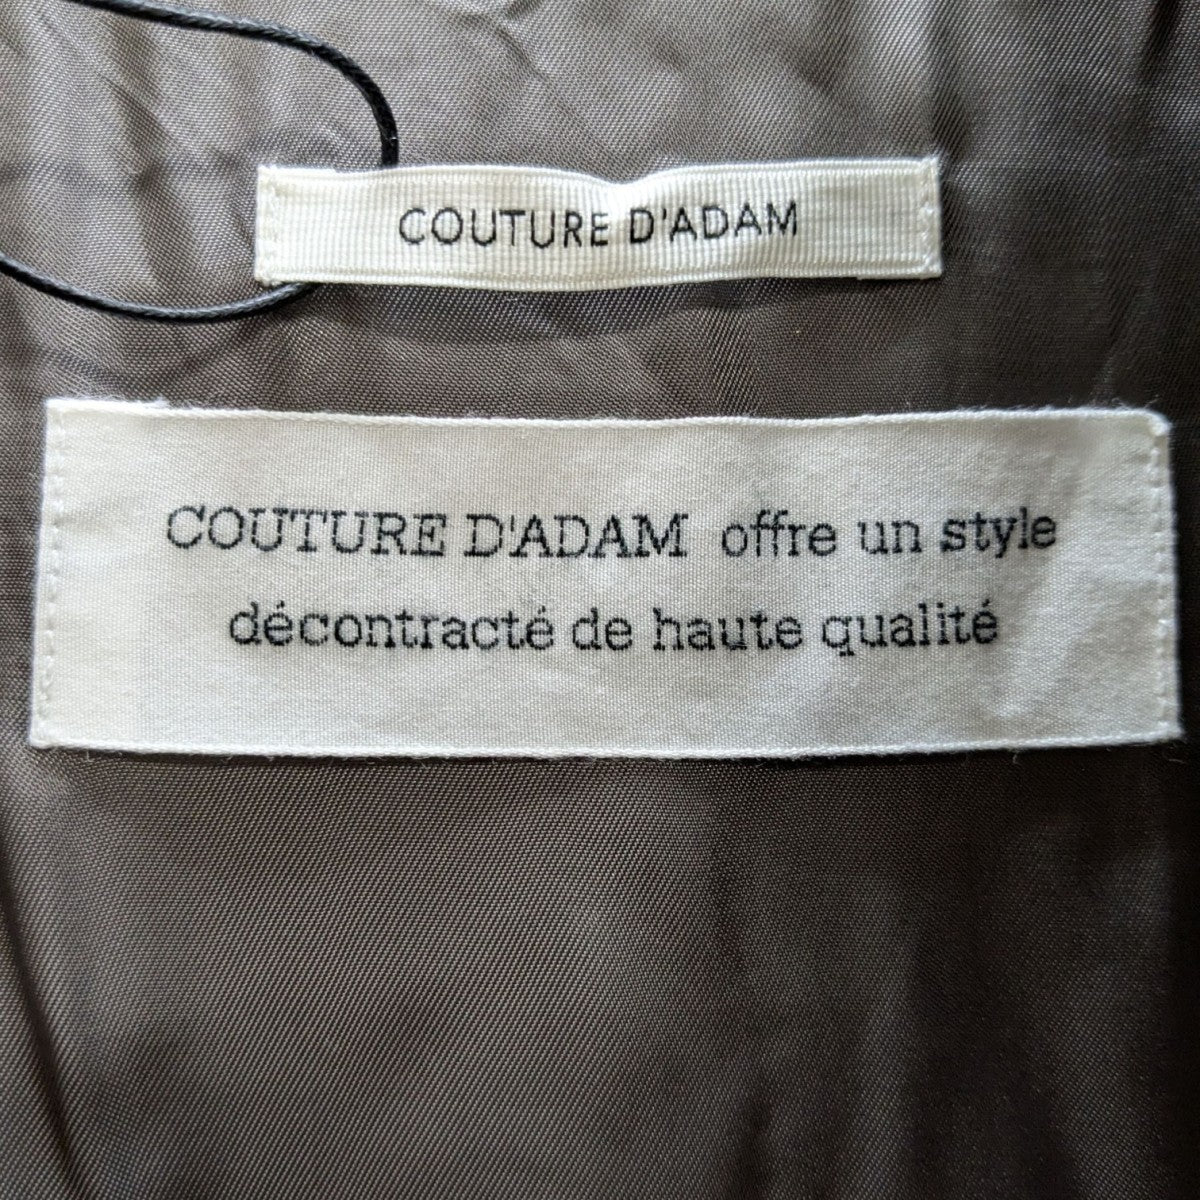 COUTURE D'ADAM
COUTURE D'ADAM offre un style
décontracté de haute qualité